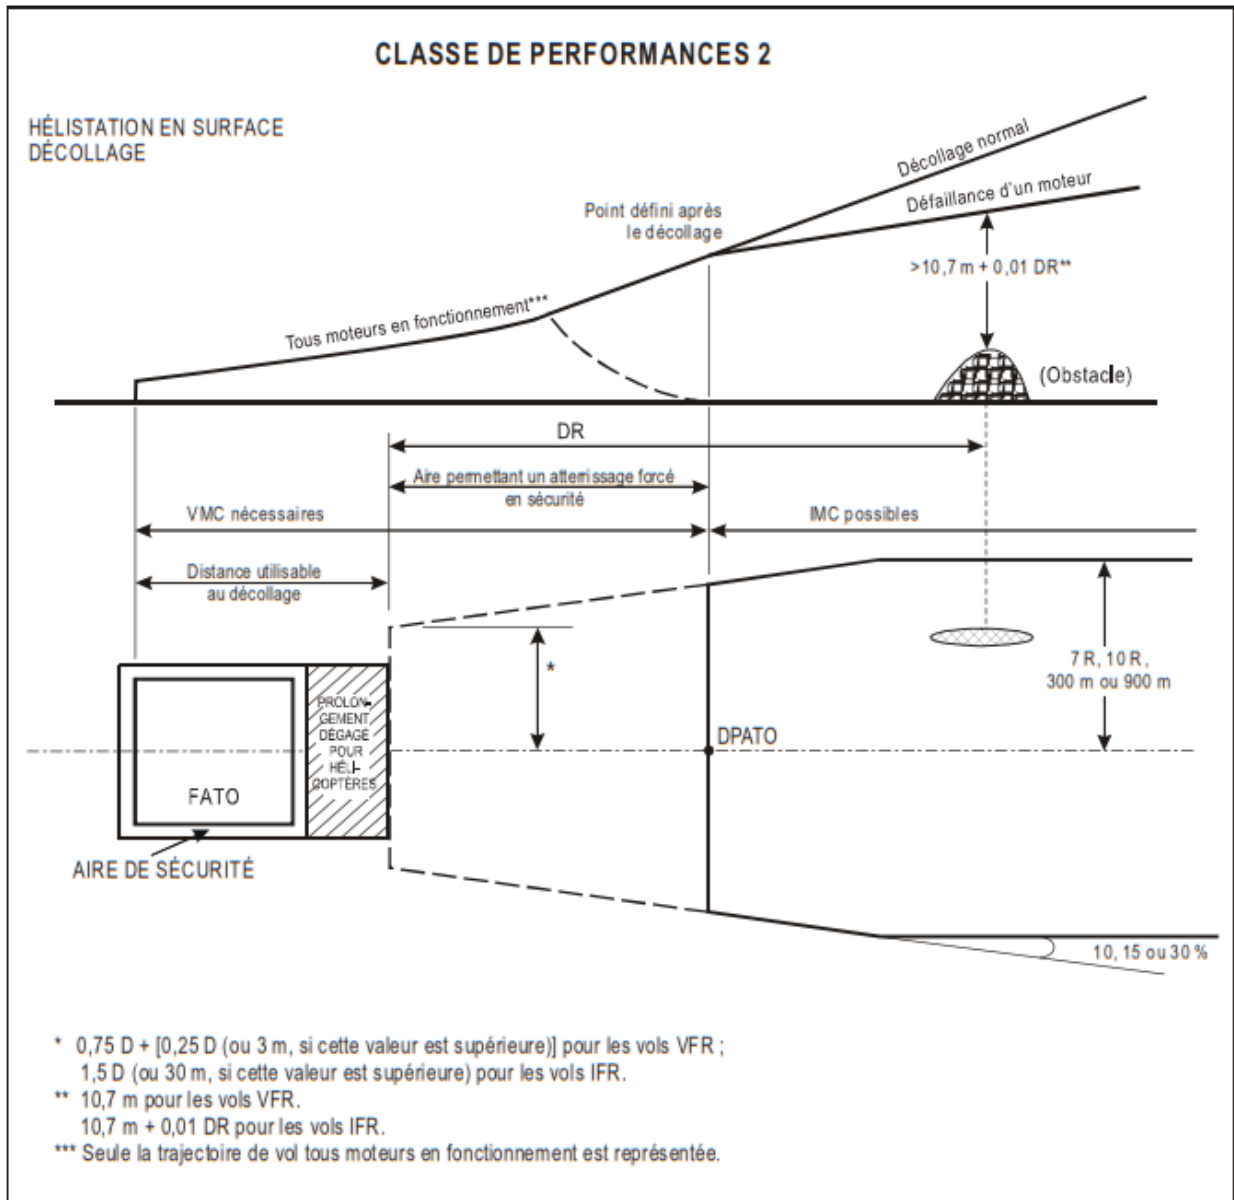 CLASSE DE PERFORMANCES 2
HÉLISTATION EN SURFACE
DÉCOLLAGE
Décollage normal
Défaillance d'un moteur
Point défini après
le décollage
>10,7 m + 0,01 DR**
Tous moteurs en fonctionnement***
(Obstacle)
DR
Aire permettant un atterrissage forcé
en sécurité
VMC nécessaires
IMC possibles
Distance utilisable
au décollage
*
7 R, 10 R,
300 m ou 900 m
PROLON-
GEMENT
DÉGAGÉ
POUR
HÉLI-
COPTÈRES
DPATO
FATO
AIRE DE SÉCURITÉ
10, 15 ou 30 %
* 0,75 D + [0,25 D (ou 3 m, si cette valeur est supérieure)] pour les vols VFR ;
1,5 D (ou 30 m, si cette valeur est supérieure) pour les vols IFR.
** 10,7 m pour les vols VFR.
10,7 m + 0,01 DR pour les vols IFR.
*** Seule la trajectoire de vol tous moteurs en fonctionnement est représentée.